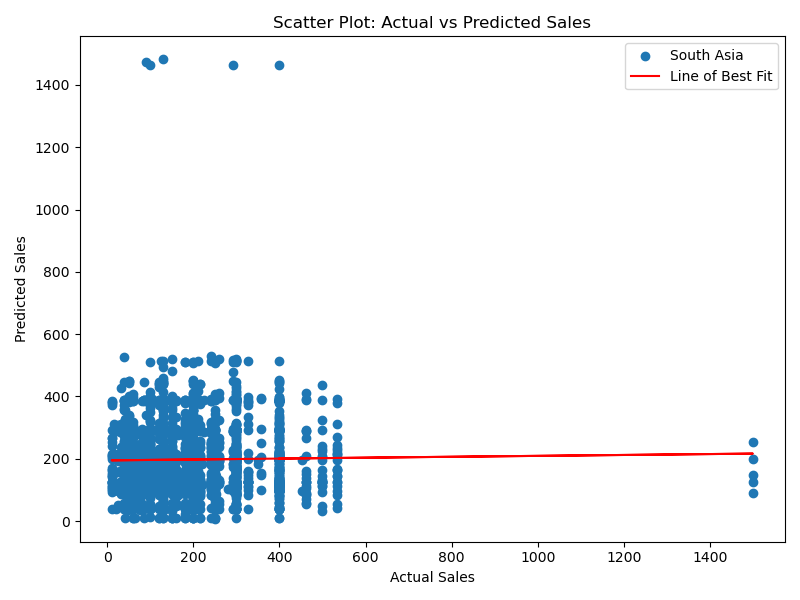 Scatter Plot: Actual vs Predicted Sales
South Asia
Line of Best Fit
Predicted Sales
1400
1200
1000
800
600
400
200
0
0 200 400 600 800 1000 1200 1400
Actual Sales